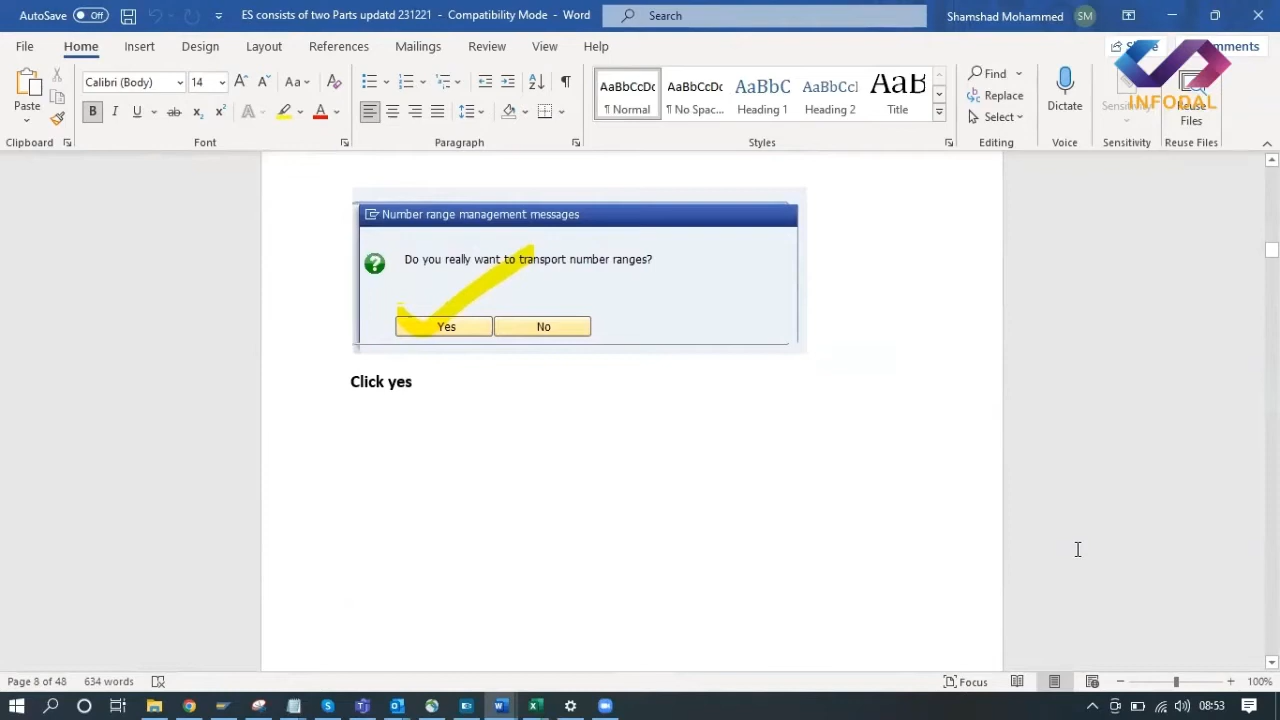 AutoSave Off ES consists of two Parts updatd 231221 - Compatibility Mode - Word Search Shamshad Mohammed SM
File Home Insert Design Layout References Mailings Review View Help Share Comments
INFODAL
Paste
Calibri (Body) 14
AaBbCcDc AaBbCcDc AaBbC AaBbCcl AaB
Normal No Spac... Heading 1 Heading 2 Title
Find
Replace
Select
Dictate
Sensitivity
Reuse
Files
Clipboard Font Paragraph Styles Editing Voice Sensitivity Reuse Files
Number range management messages
Do you really want to transport number ranges?
Yes No
Click yes
Page 8 of 48 634 words Focus 100%
08:53